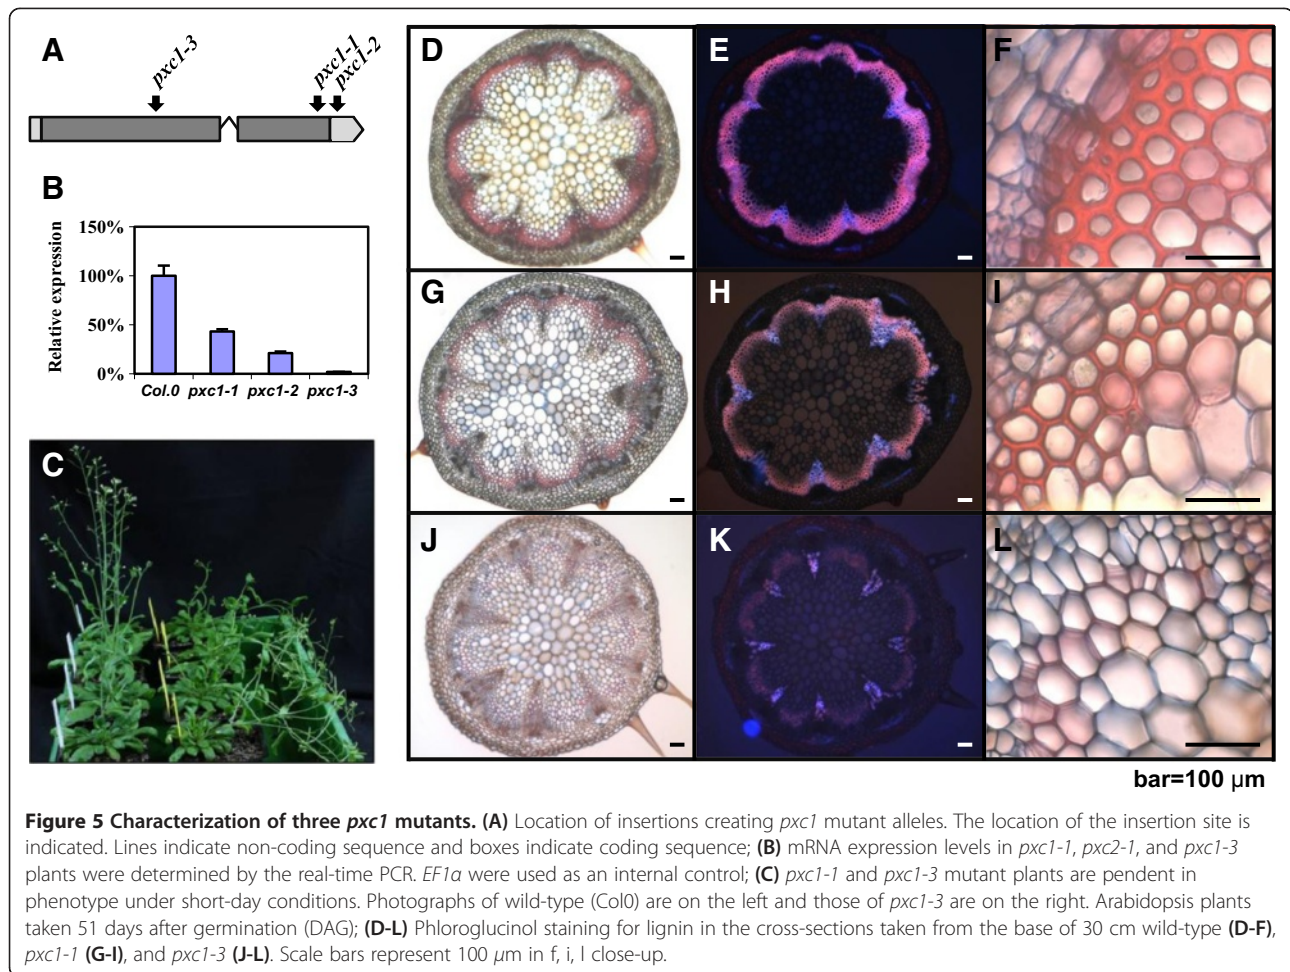 A
pxc1-3
pxc1-1
pxc1-2
B
Relative expression
150%
100%
50%
0%
Col.0 pxc1-1 pxc1-2 pxc1-3
C
D
E
F
G
H
I
J
K
L
bar=100 µm
Figure 5 Characterization of three pxc1 mutants. (A) Location of insertions creating pxc1 mutant alleles. The location of the insertion site is
indicated. Lines indicate non-coding sequence and boxes indicate coding sequence; (B) mRNA expression levels in pxc1-1, pxc2-1, and pxc1-3
plants were determined by the real-time PCR. EF1α were used as an internal control; (C) pxc1-1 and pxc1-3 mutant plants are pendent in
phenotype under short-day conditions. Photographs of wild-type (Col0) are on the left and those of pxc1-3 are on the right. Arabidopsis plants
taken 51 days after germination (DAG); (D-L) Phloroglucinol staining for lignin in the cross-sections taken from the base of 30 cm wild-type (D-F),
pxc1-1 (G-I), and pxc1-3 (J-L). Scale bars represent 100 µm in f, i, l close-up.